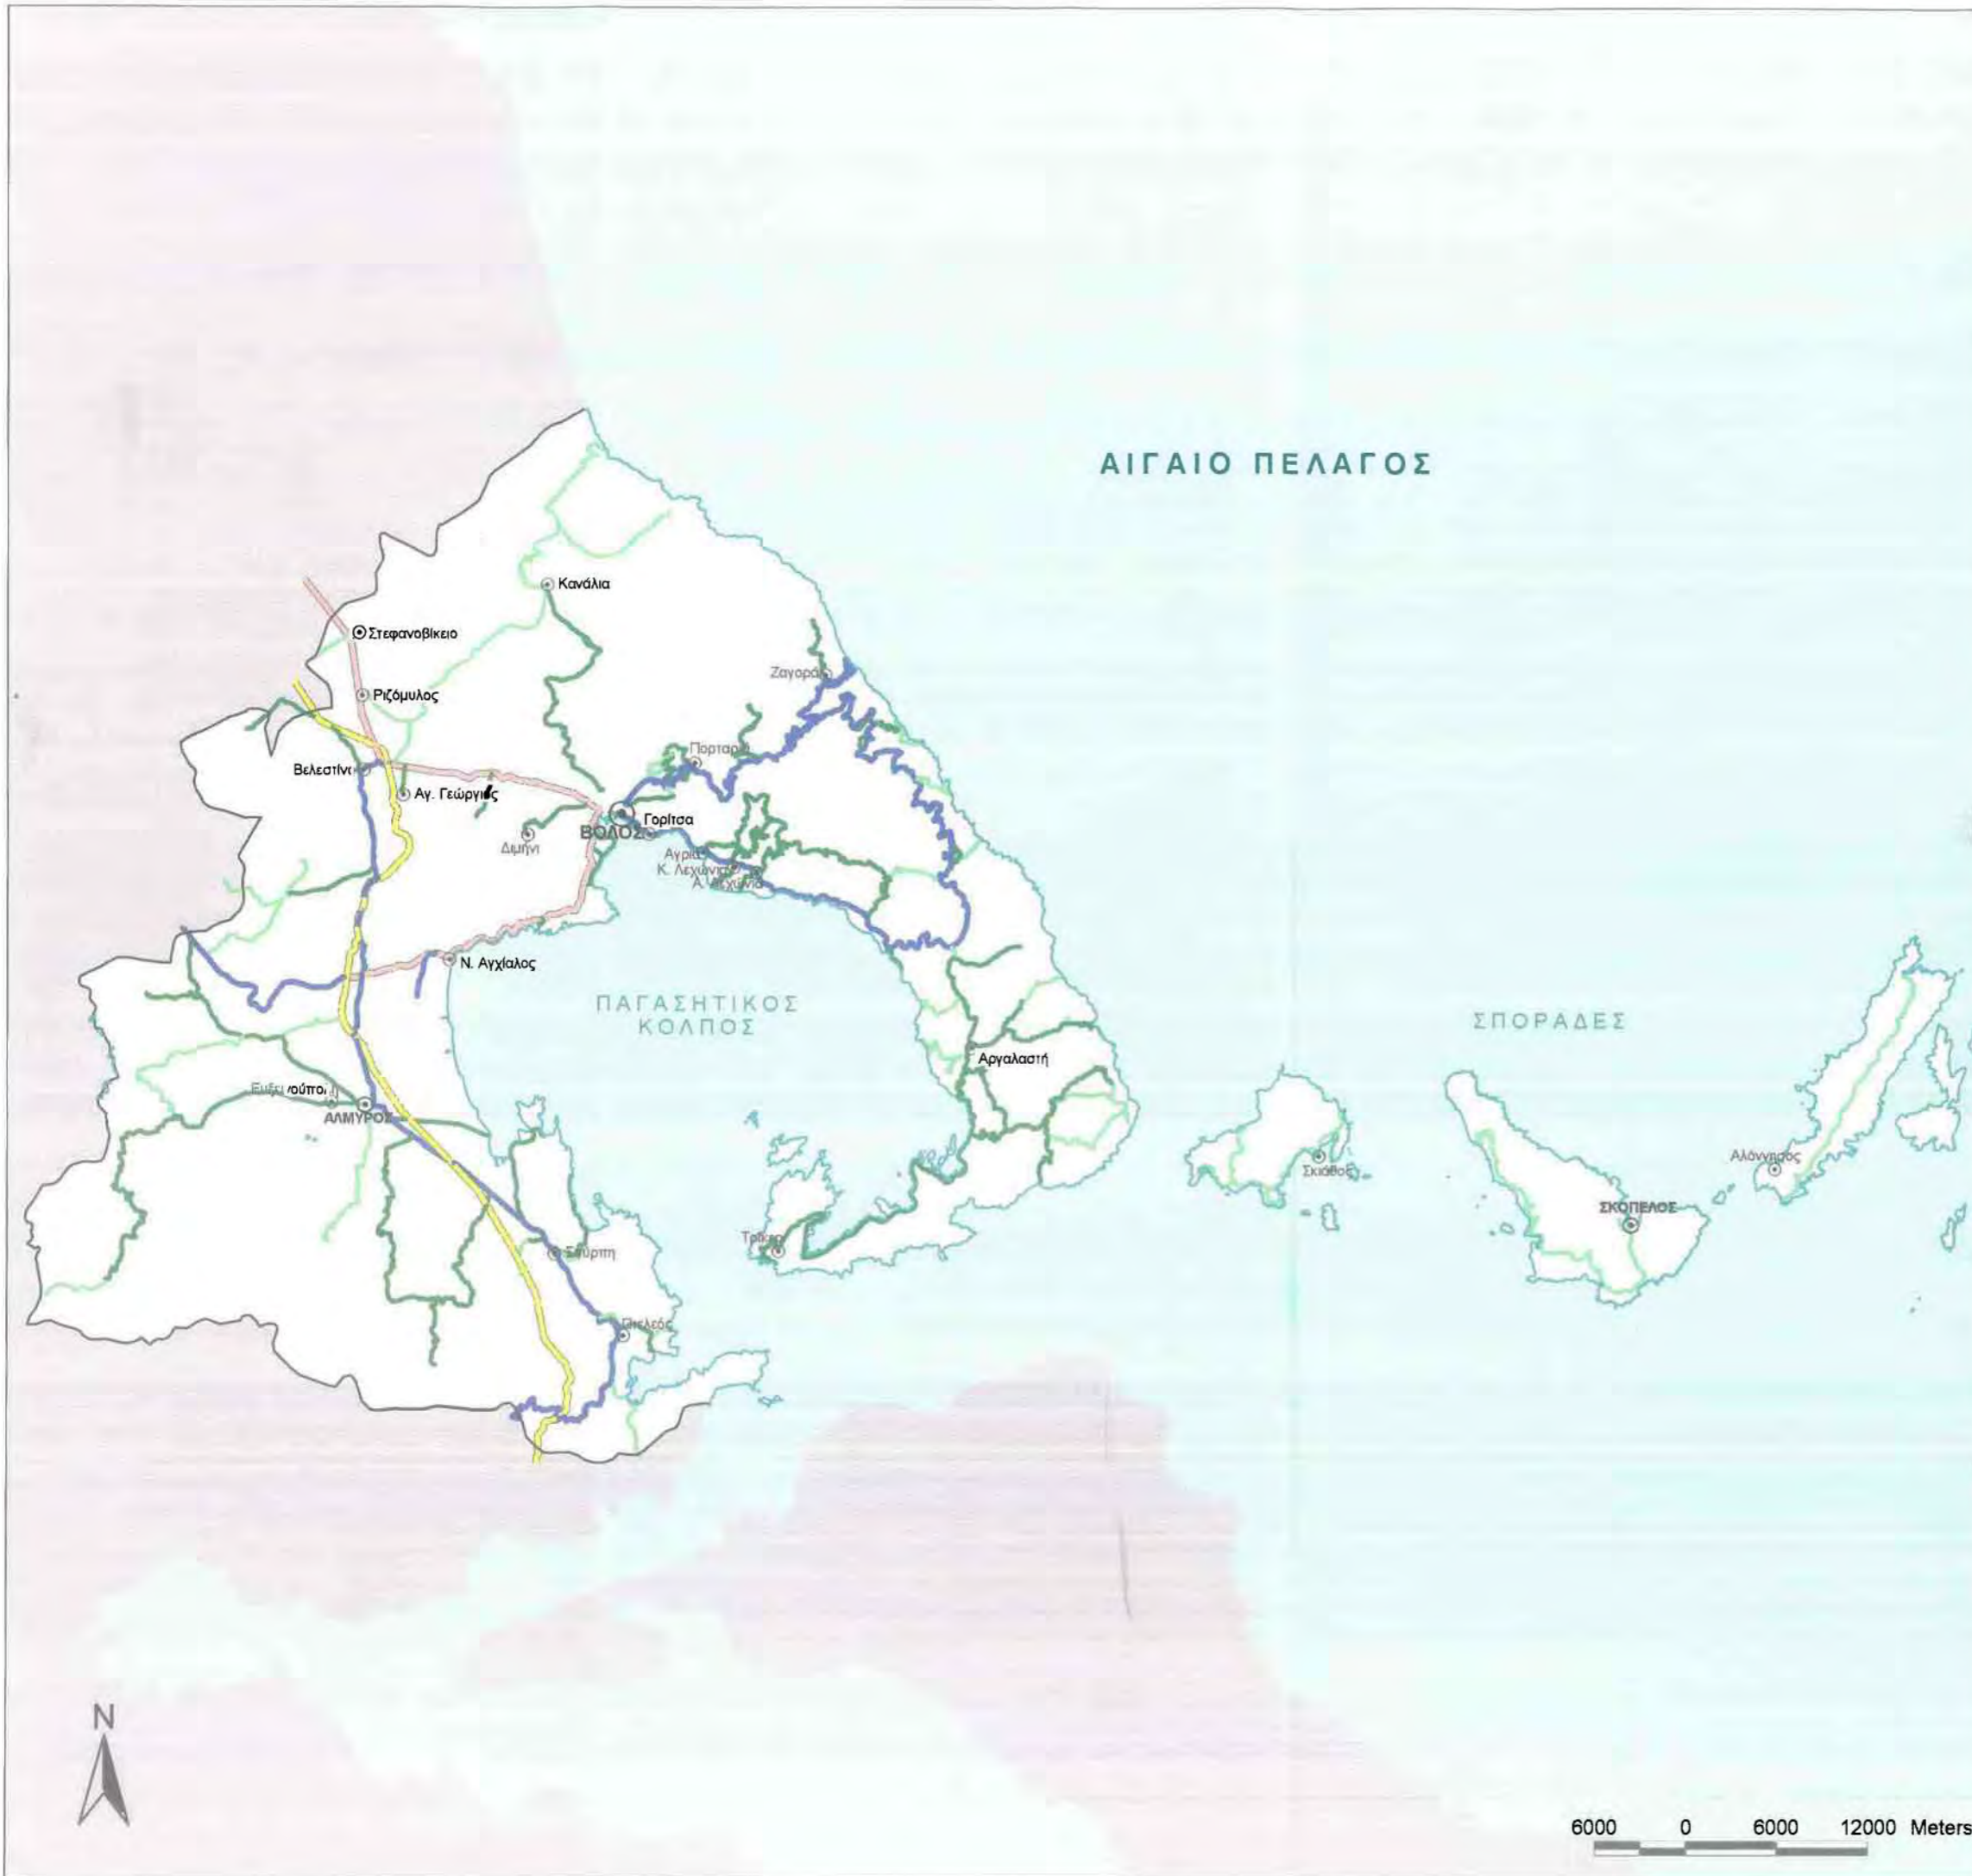 ΑΙΓΑΙΟ ΠΕΛΑΓΟΣ
Κανάλια
Στεφανοβίκειο
Ζαγορά
Ριζόμυλος
Πορταριά
Βελεστίνο
Αγ. Γεώργιος
Γορίτσα
ΒΟΛΟΣ
Διμήνι
Αγριά
Κ. Λεχώνια
Α. Λεχώνια
Ν. Αγχίαλος
ΠΑΓΑΣΗΤΙΚΟΣ
ΚΟΛΠΟΣ
ΣΠΟΡΑΔΕΣ
Αργαλαστή
Ευξεινούπολη
ΑΛΜΥΡΟΣ
Σκιάθος
Αλόννησος
ΣΚΟΠΕΛΟΣ
Τρίκερι
Σούρπη
Πτελεός
N
6000 0 6000 12000 Meters